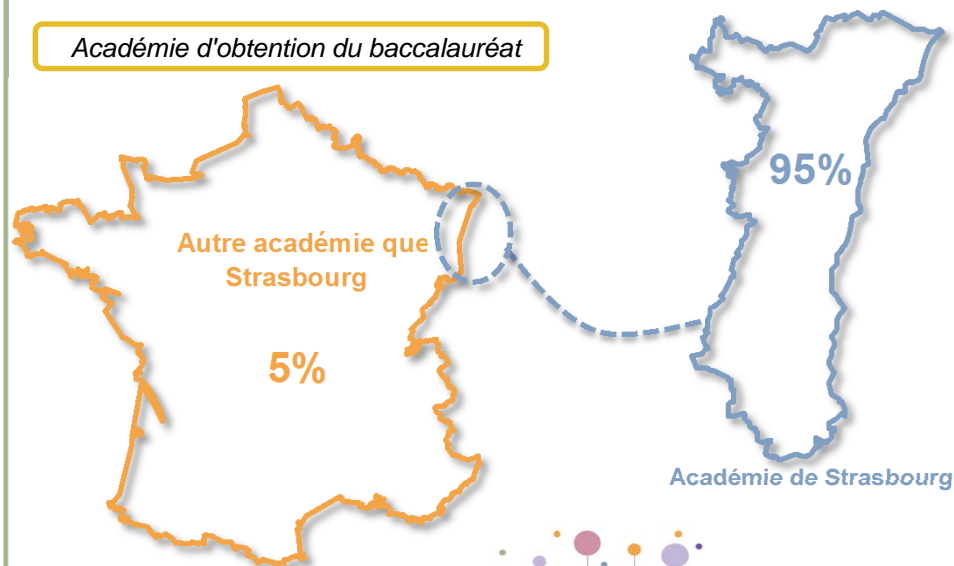 Académie d'obtention du baccalauréat
95%
Autre académie que
Strasbourg
5%
Académie de Strasbourg